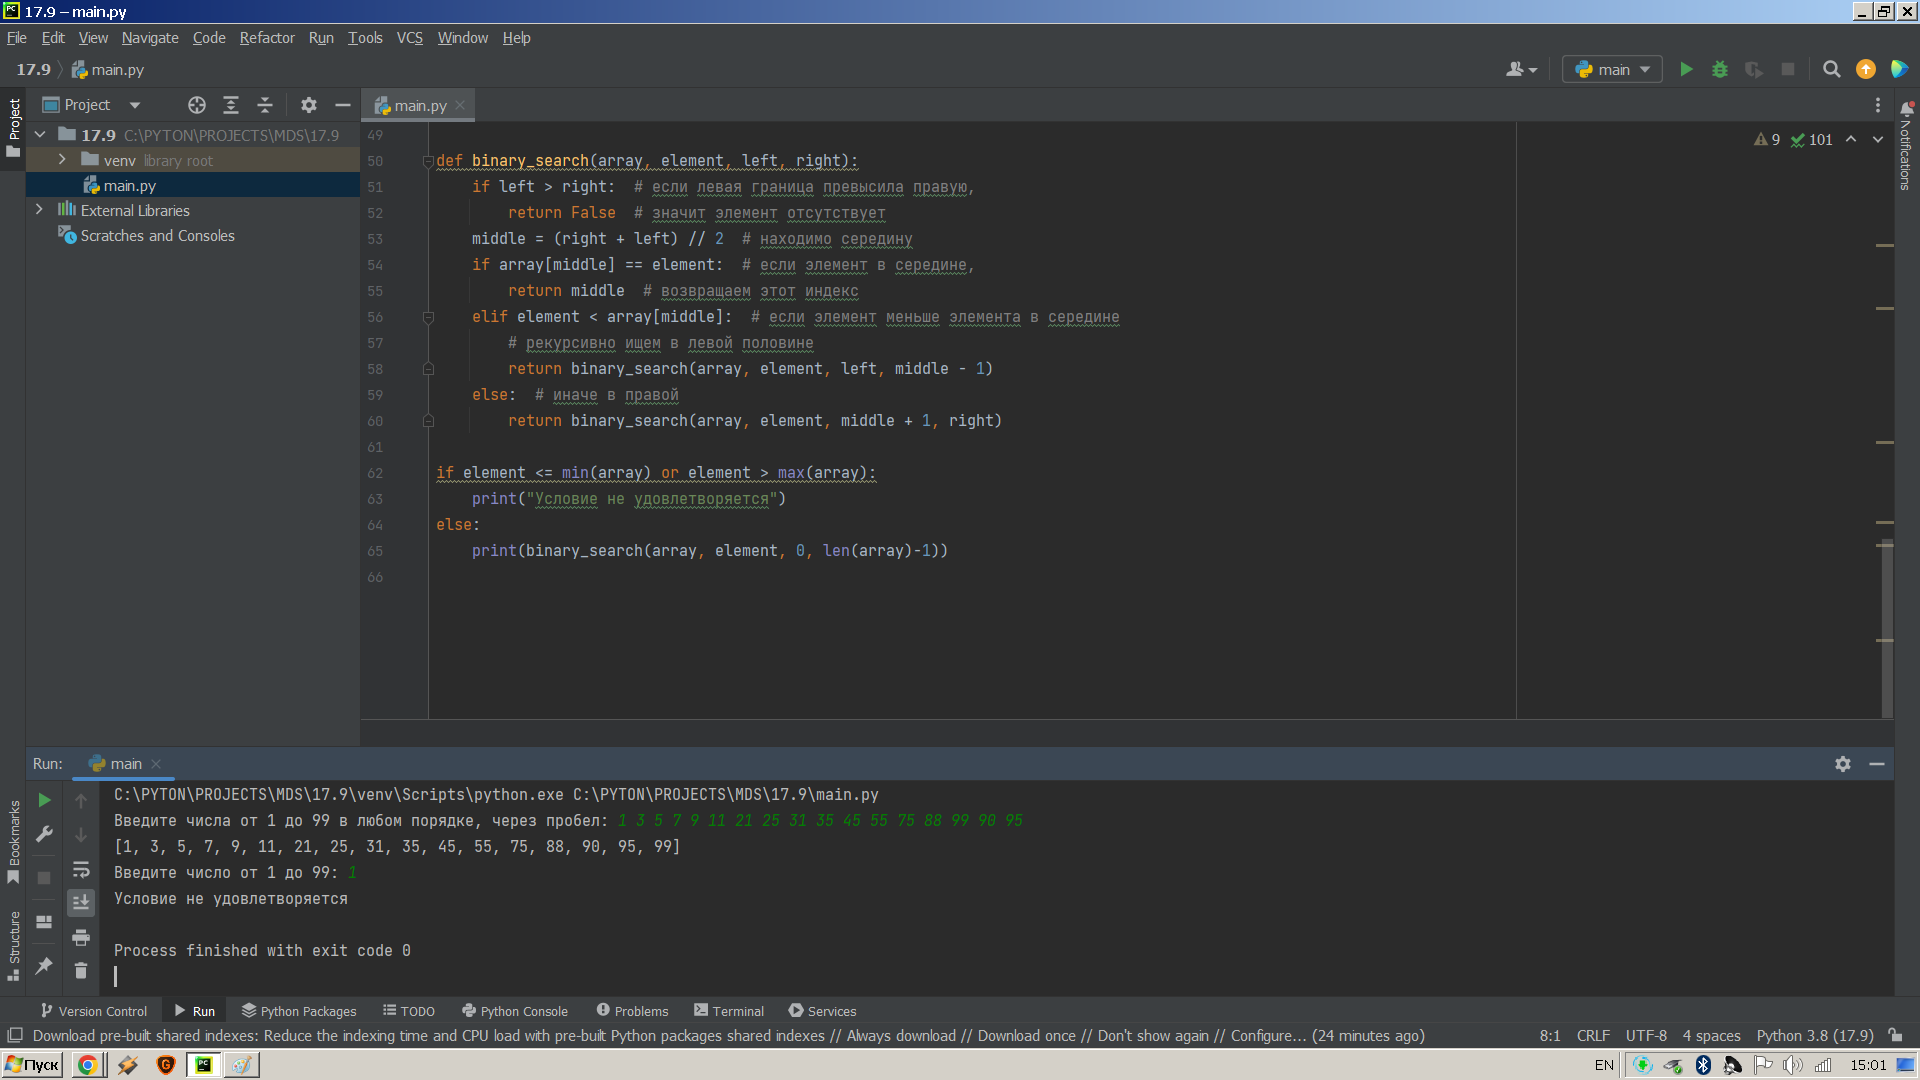 17.9 – main.py
File Edit View Navigate Code Refactor Run Tools VCS Window Help
17.9 main.py
main
Project
main.py
Project
Notifications
17.9 C:\PYTON\PROJECTS\MDS\17.9
venv library root
main.py
External Libraries
Scratches and Consoles
9 101
49
50 def binary_search(array, element, left, right):
51 if left > right:  # если левая граница превысила правую,
52 return False  # значит элемент отсутствует
53 middle = (right + left) // 2  # находимо середину
54 if array[middle] == element:  # если элемент в середине,
55 return middle  # возвращаем этот индекс
56 elif element < array[middle]:  # если элемент меньше элемента в середине
57 # рекурсивно ищем в левой половине
58 return binary_search(array, element, left, middle - 1)
59 else:  # иначе в правой
60 return binary_search(array, element, middle + 1, right)
61
62 if element <= min(array) or element > max(array):
63 print("Условие не удовлетворяется")
64 else:
65 print(binary_search(array, element, 0, len(array)-1))
66
Run: main
C:\PYTON\PROJECTS\MDS\17.9\venv\Scripts\python.exe C:\PYTON\PROJECTS\MDS\17.9\main.py
Введите числа от 1 до 99 в любом порядке, через пробел: 1 3 5 7 9 11 21 25 31 35 45 55 75 88 99 90 95
[1, 3, 5, 7, 9, 11, 21, 25, 31, 35, 45, 55, 75, 88, 90, 95, 99]
Введите число от 1 до 99: 1
Условие не удовлетворяется
Process finished with exit code 0
Bookmarks
Structure
Version Control Run Python Packages TODO Python Console Problems Terminal Services
Download pre-built shared indexes: Reduce the indexing time and CPU load with pre-built Python packages shared indexes // Always download // Download once // Don't show again // Configure... (24 minutes ago) 8:1 CRLF UTF-8 4 spaces Python 3.8 (17.9)
Пуск EN 15:01